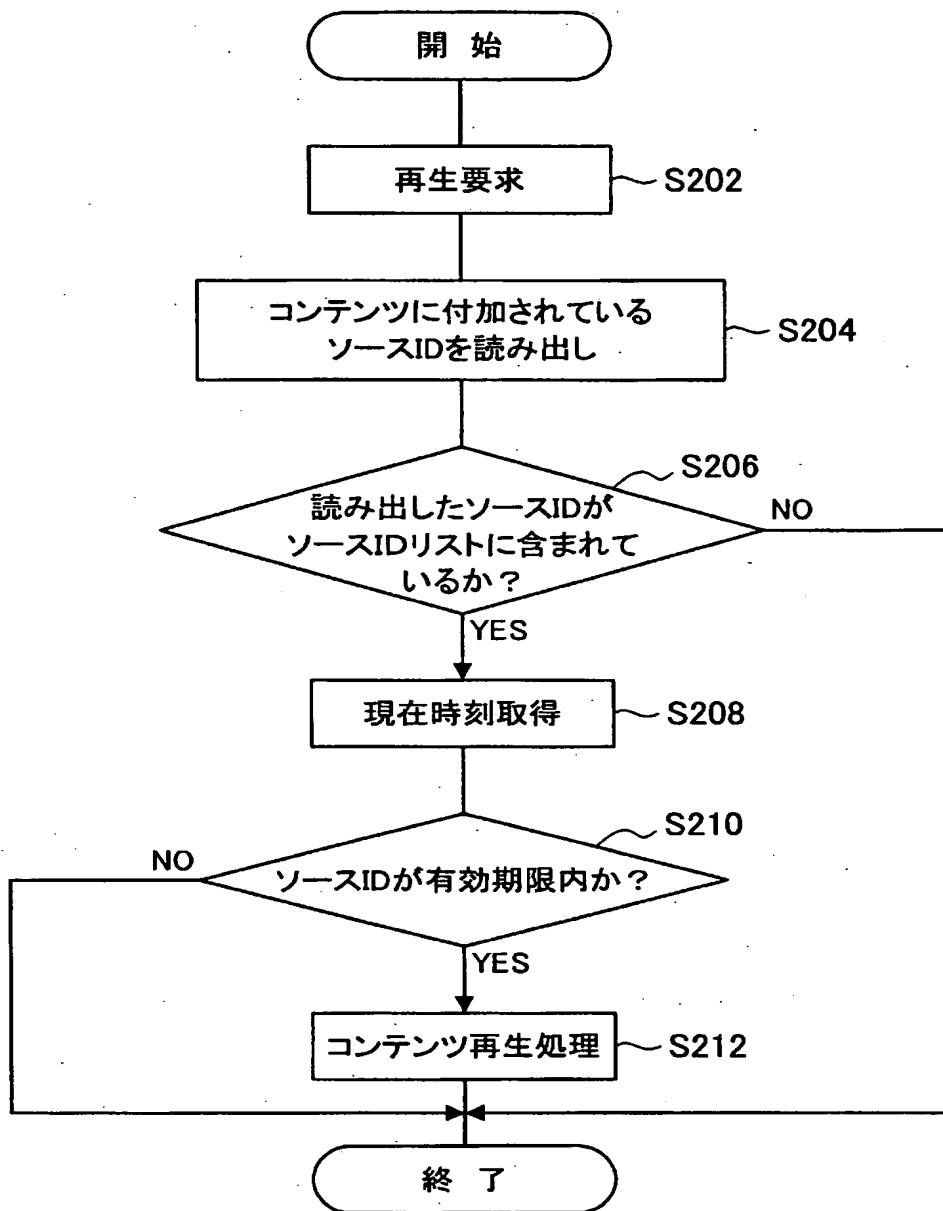 開 始
再生要求
S202
コンテンツに付加されている
ソースIDを読み出し
S204
S206
読み出したソースIDが
ソースIDリストに含まれて
いるか?
NO
YES
現在時刻取得
S208
S210
NO
ソースIDが有効期限内か?
YES
コンテンツ再生処理
S212
終 了